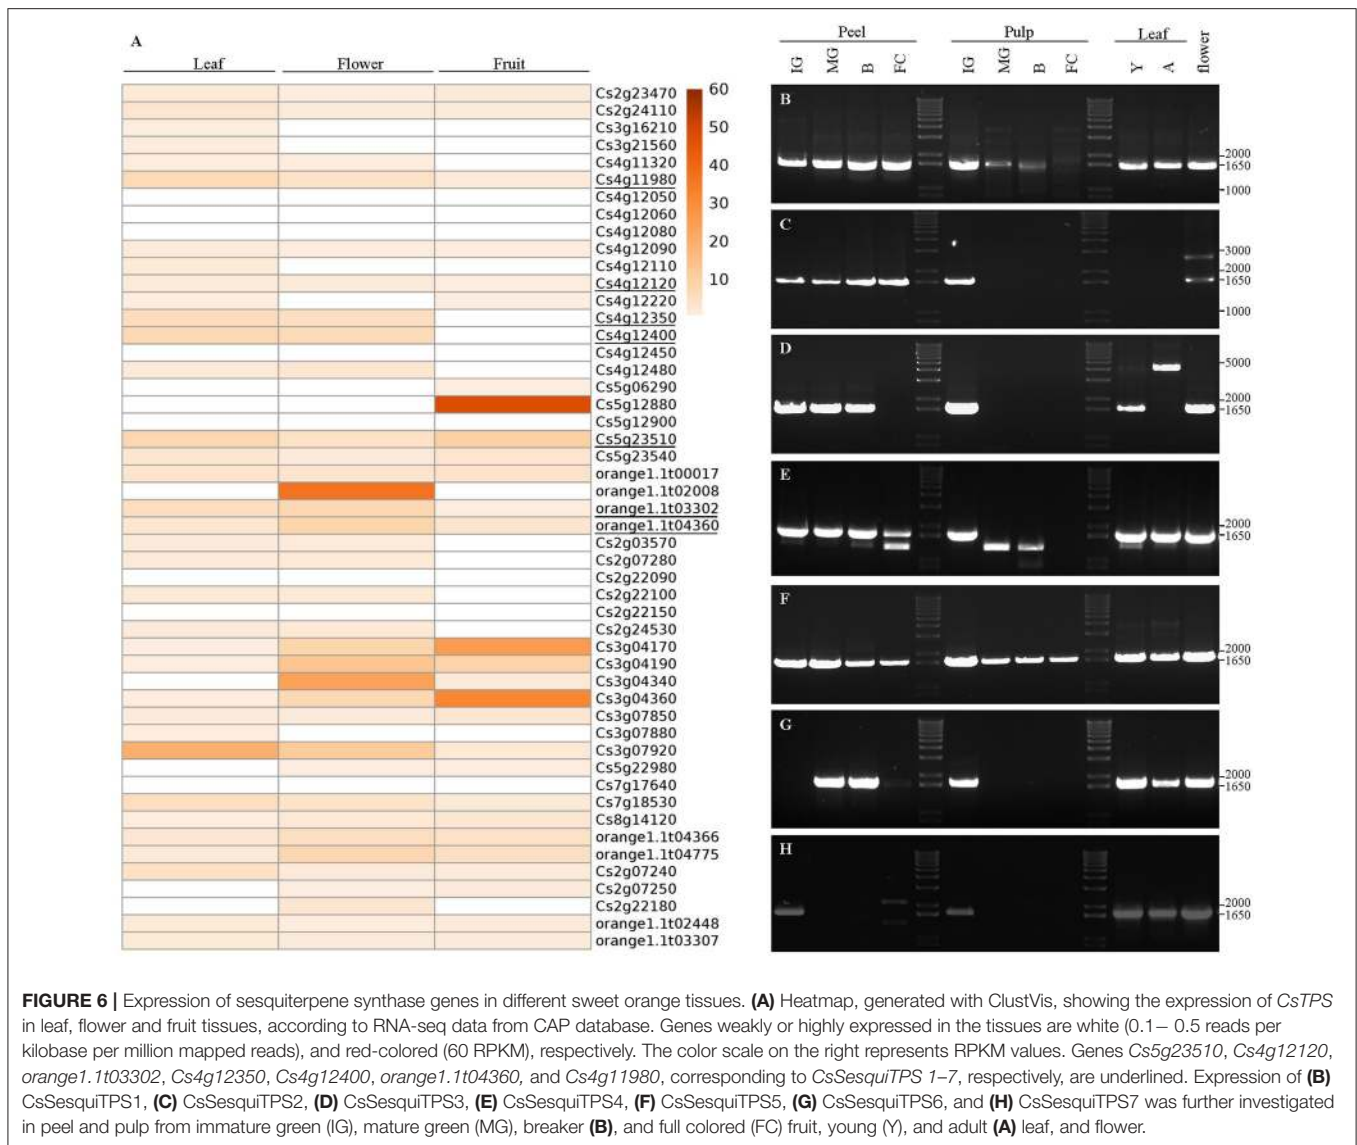 A
Leaf Flower Fruit
Cs2g23470
Cs2g24110
Cs3g16210
Cs3g21560
Cs4g11320
Cs4g11980
Cs4g12050
Cs4g12060
Cs4g12080
Cs4g12090
Cs4g12110
Cs4g12120
Cs4g12220
Cs4g12350
Cs4g12400
Cs4g12450
Cs4g12480
Cs5g06290
Cs5g12880
Cs5g12900
Cs5g23510
Cs5g23540
orange1.1t00017
orange1.1t02008
orange1.1t03302
orange1.1t04360
Cs2g03570
Cs2g07280
Cs2g22090
Cs2g22100
Cs2g22150
Cs2g24530
Cs3g04170
Cs3g04190
Cs3g04340
Cs3g04360
Cs3g07850
Cs3g07880
Cs3g07920
Cs5g22980
Cs7g17640
Cs7g18530
Cs8g14120
orange1.1t04366
orange1.1t04775
Cs2g07240
Cs2g07250
Cs2g22180
orange1.1t02448
orange1.1t03307
60
50
40
30
20
10
Peel Pulp Leaf flower
IG MG B FC IG MG B FC Y A
B
2000
1650
1000
C
3000
2000
1650
1000
D
5000
2000
1650
E
2000
1650
F
2000
1650
G
2000
1650
H
2000
1650
FIGURE 6 | Expression of sesquiterpene synthase genes in different sweet orange tissues. (A) Heatmap, generated with ClustVis, showing the expression of CsTPS
in leaf, flower and fruit tissues, according to RNA-seq data from CAP database. Genes weakly or highly expressed in the tissues are white (0.1– 0.5 reads per
kilobase per million mapped reads), and red-colored (60 RPKM), respectively. The color scale on the right represents RPKM values. Genes Cs5g23510, Cs4g12120,
orange1.1t03302, Cs4g12350, Cs4g12400, orange1.1t04360, and Cs4g11980, corresponding to CsSesquiTPS 1–7, respectively, are underlined. Expression of (B)
CsSesquiTPS1, (C) CsSesquiTPS2, (D) CsSesquiTPS3, (E) CsSesquiTPS4, (F) CsSesquiTPS5, (G) CsSesquiTPS6, and (H) CsSesquiTPS7 was further investigated
in peel and pulp from immature green (IG), mature green (MG), breaker (B), and full colored (FC) fruit, young (Y), and adult (A) leaf, and flower.